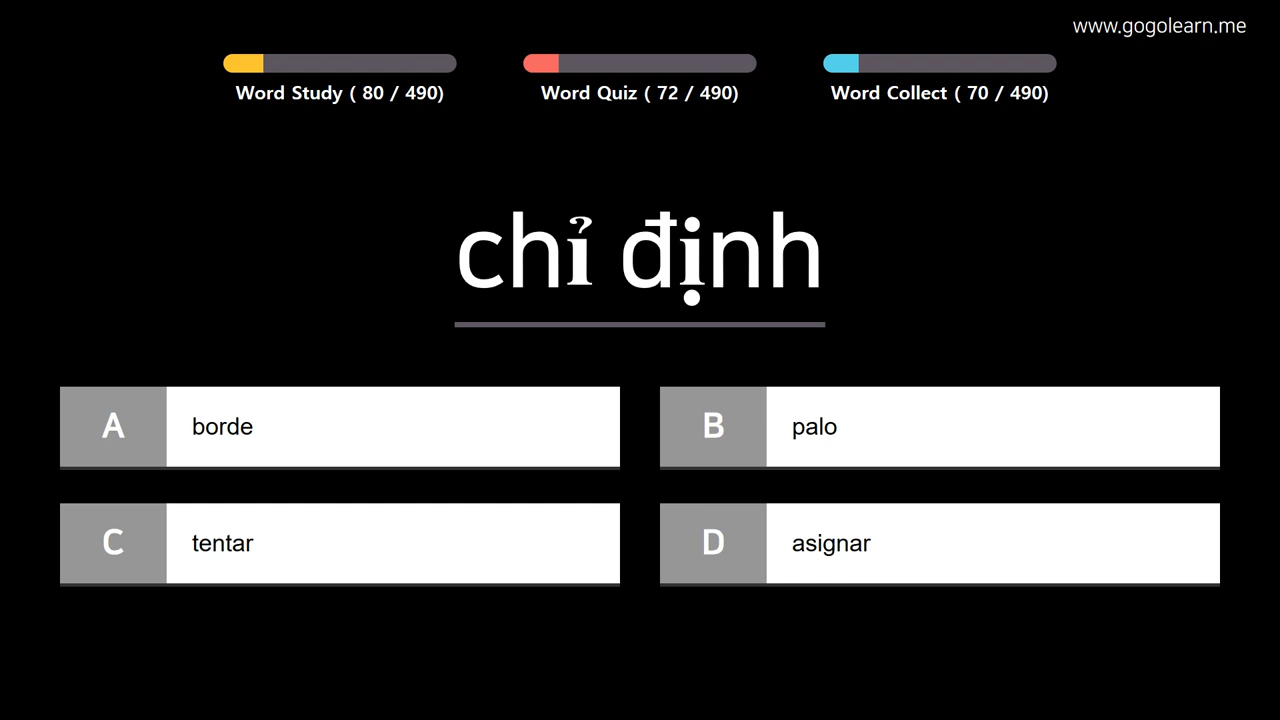 www.gogolearn.me
Word Study ( 80 / 490)
Word Quiz ( 72 / 490)
Word Collect ( 70 / 490)
chỉ định
A borde
B palo
C tentar
D asignar